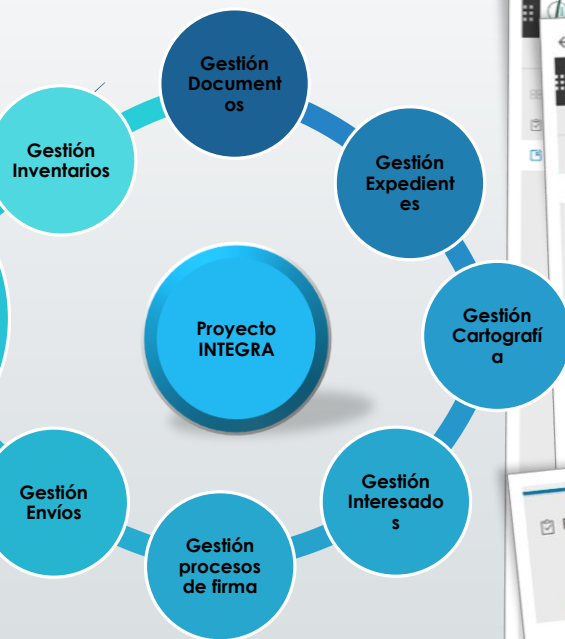 Gestión
Document
os
Gestión
Expedient
es
Gestión
Cartografí
a
Gestión
Interesado
s
Gestión
procesos
de firma
Gestión
Envíos
Gestión
Inventarios
Proyecto
INTEGRA